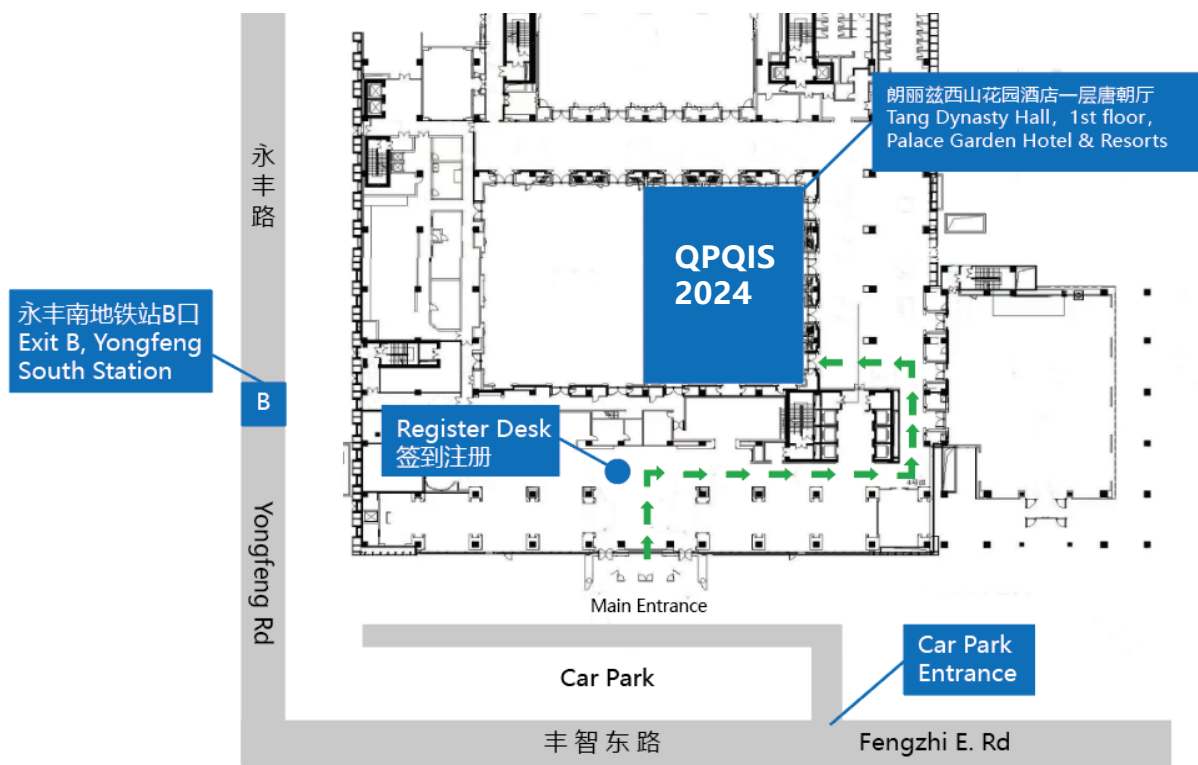 朗丽兹西山花园酒店一层唐朝厅
Tang Dynasty Hall, 1st floor,
Palace Garden Hotel & Resorts
永丰路
QPQIS
2024
永丰南地铁站B口
Exit B, Yongfeng
South Station
B
Register Desk
签到注册
Yongfeng Rd
Main Entrance
Car Park
Entrance
Car Park
丰智东路
Fengzhi E. Rd